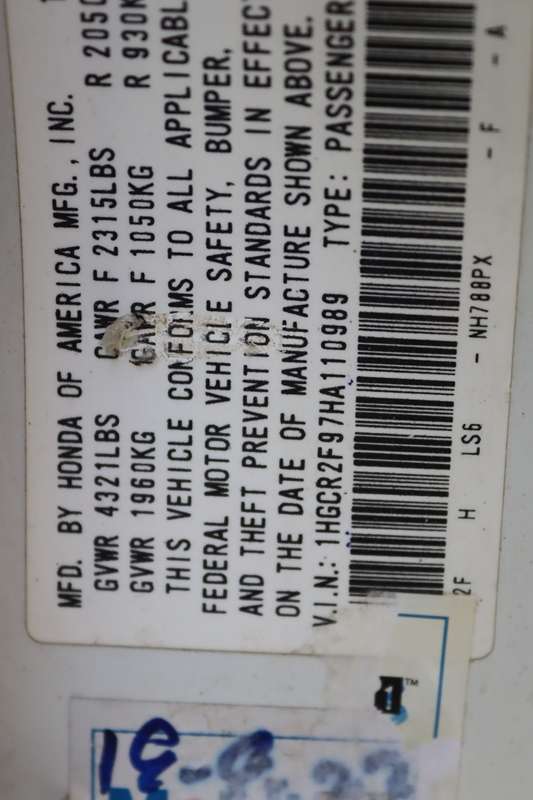 MFD. BY HONDA OF AMERICA MFG., INC.
GVWR 4321LBS GAWR F 2315LBS R 2050
GVWR 1960KG GAWR F 1050KG R 930K
THIS VEHICLE CONFORMS TO ALL APPLICABL
FEDERAL MOTOR VEHICLE SAFETY, BUMPER,
AND THEFT PREVENTION STANDARDS IN EFFEC
ON THE DATE OF MANUFACTURE SHOWN ABOVE.
V.I.N.: 1HGCR2F97HA110989 TYPE: PASSENGER
2F H LS6 - NH788PX - F - A
TM